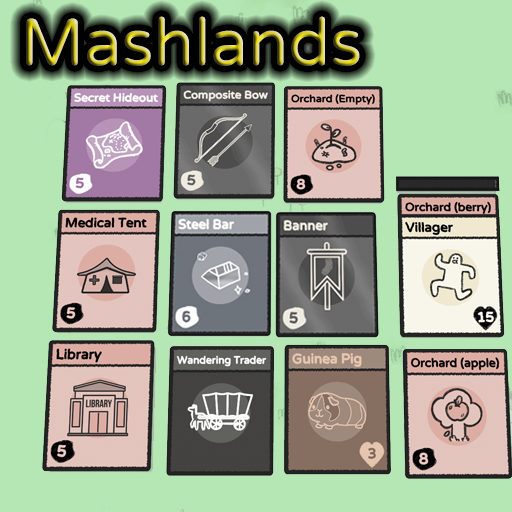 Mashlands
Secret Hideout
5
Composite Bow
5
Orchard (Empty)
8
Medical Tent
5
Steel Bar
6
Banner
5
Orchard (berry)
Villager
15
Library
LIBRARY
5
Wandering Trader
Guinea Pig
3
Orchard (apple)
8